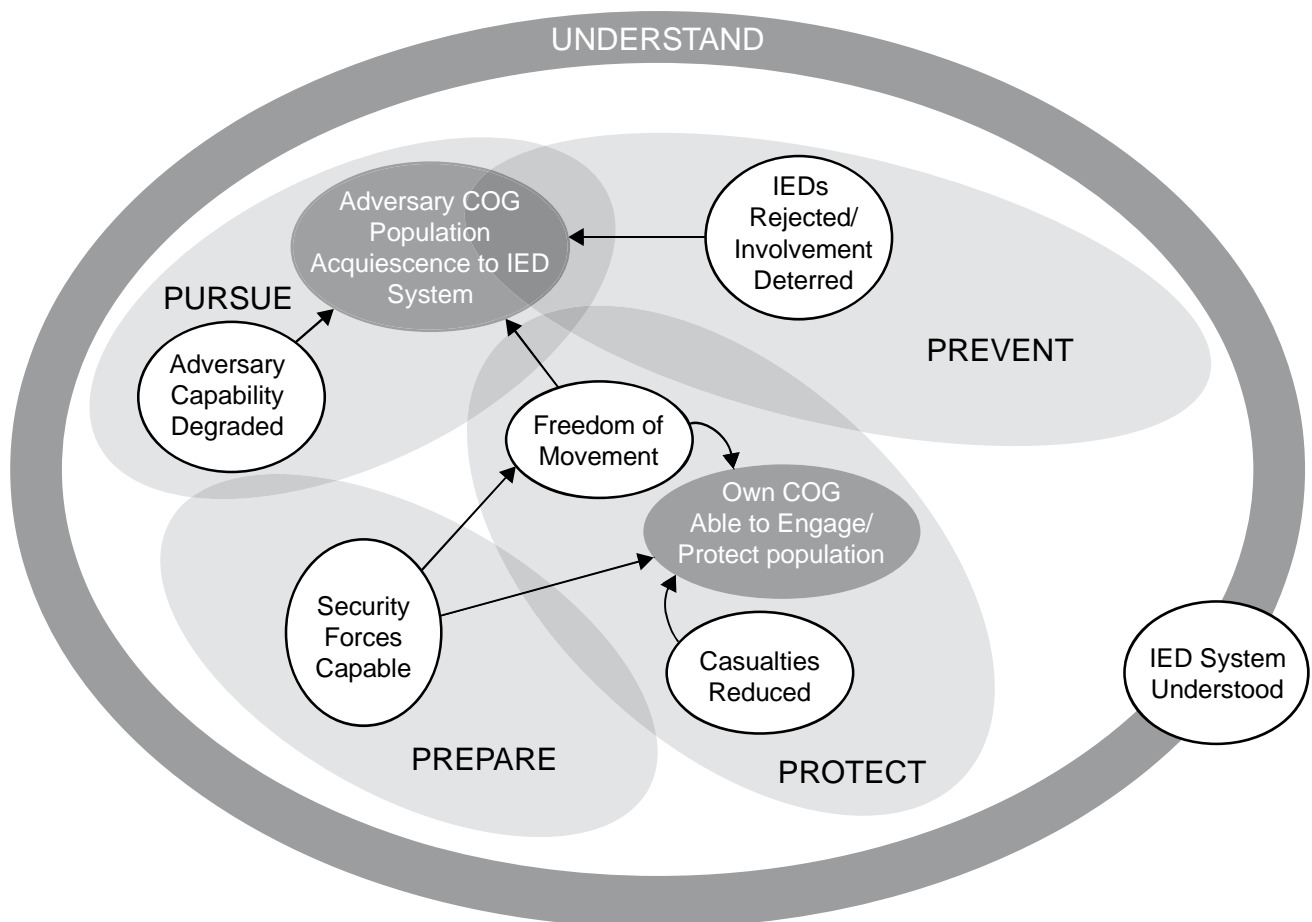 UNDERSTAND
Adversary COG
Population
Acquiescence to IED
System
IEDs
Rejected/
Involvement
Deterred
PURSUE
Adversary
Capability
Degraded
PREVENT
Freedom of
Movement
Own COG
Able to Engage/
Protect population
Security
Forces
Capable
Casualties
Reduced
IED System
Understood
PREPARE
PROTECT